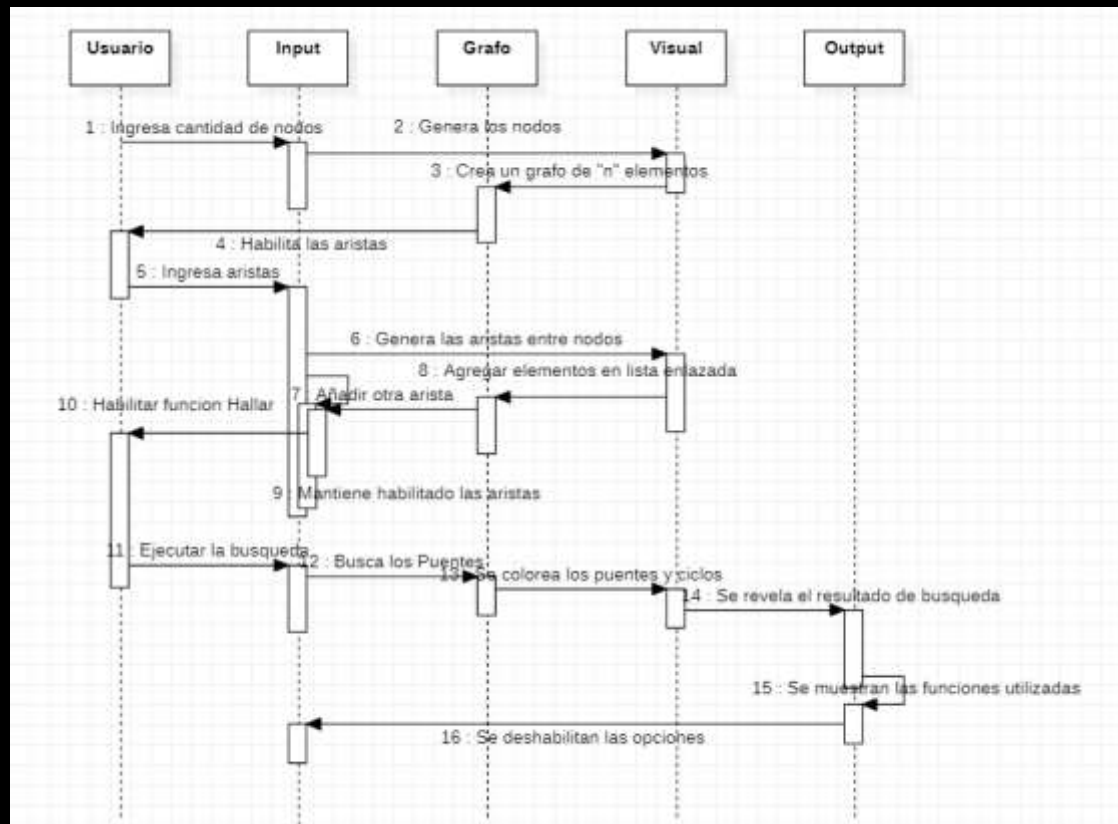 Usuario
Input
Grafo
Visual
Output
1 : Ingresa cantidad de nodos
2 : Genera los nodos
3 : Crea un grafo de "n" elementos
4 : Habilita las aristas
5 : Ingresa aristas
6 : Genera las aristas entre nodos
8 : Agregar elementos en lista enlazada
7 : Añadir otra arista
10 : Habilitar funcion Hallar
9 : Mantiene habilitado las aristas
11 : Ejecutar la busqueda
12 : Busca los Puentes
13 : Se colorea los puentes y ciclos
14 : Se revela el resultado de busqueda
15 : Se muestran las funciones utilizadas
16 : Se deshabilitan las opciones